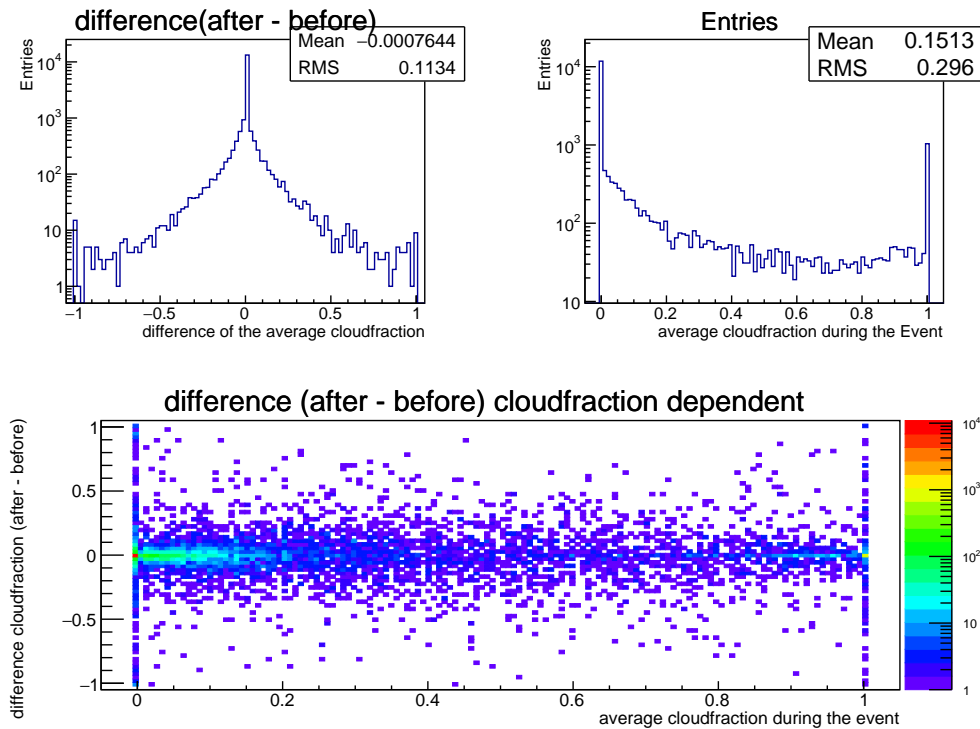 difference(after - before)
Mean −0.0007644
RMS 0.1134
Entries
10⁴
10³
10²
10
1
−1 −0.5 0 0.5 1
difference of the average cloudfraction
Entries
Mean 0.1513
RMS 0.296
Entries
10⁴
10³
10²
10
0 0.2 0.4 0.6 0.8 1
average cloudfraction during the Event
difference (after - before) cloudfraction dependent
difference cloudfraction (after - before)
1
0.5
0
−0.5
−1
0 0.2 0.4 0.6 0.8 1
average cloudfraction during the event
10⁴
10³
10²
10
1